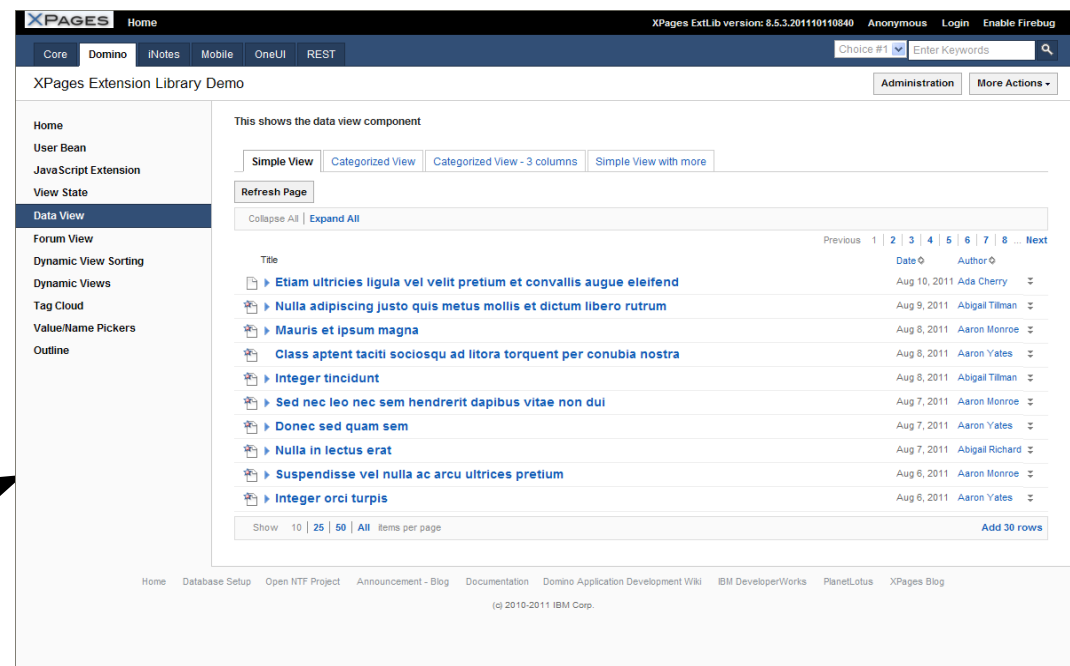 XPAGES Home XPages ExtLib version: 8.5.3.201110110840 Anonymous Login Enable Firebug
Core Domino iNotes Mobile OneUI REST Choice #1 Enter Keywords
XPages Extension Library Demo Administration More Actions
Home
User Bean
JavaScript Extension
View State
Data View
Forum View
Dynamic View Sorting
Dynamic Views
Tag Cloud
Value/Name Pickers
Outline
This shows the data view component
Simple View Categorized View Categorized View - 3 columns Simple View with more
Refresh Page
Collapse All | Expand All
Previous 1 | 2 | 3 | 4 | 5 | 6 | 7 | 8 ... Next
Title Date Author
Etiam ultricies ligula vel velit pretium et convallis augue eleifend Aug 10, 2011 Ada Cherry
Nulla adipiscing justo quis metus mollis et dictum libero rutrum Aug 9, 2011 Abigail Tillman
Mauris et ipsum magna Aug 8, 2011 Aaron Monroe
Class aptent taciti sociosqu ad litora torquent per conubia nostra Aug 8, 2011 Aaron Yates
Integer tincidunt Aug 8, 2011 Abigail Tillman
Sed nec leo nec sem hendrerit dapibus vitae non dui Aug 7, 2011 Aaron Monroe
Donec sed quam sem Aug 7, 2011 Aaron Yates
Nulla in lectus erat Aug 7, 2011 Abigail Richard
Suspendisse vel nulla ac arcu ultrices pretium Aug 6, 2011 Aaron Monroe
Integer orci turpis Aug 6, 2011 Aaron Yates
Show 10 | 25 | 50 | All items per page Add 30 rows
Home Database Setup Open NTF Project Announcement - Blog Documentation Domino Application Development Wiki IBM DeveloperWorks PlanetLotus XPages Blog
(c) 2010-2011 IBM Corp.